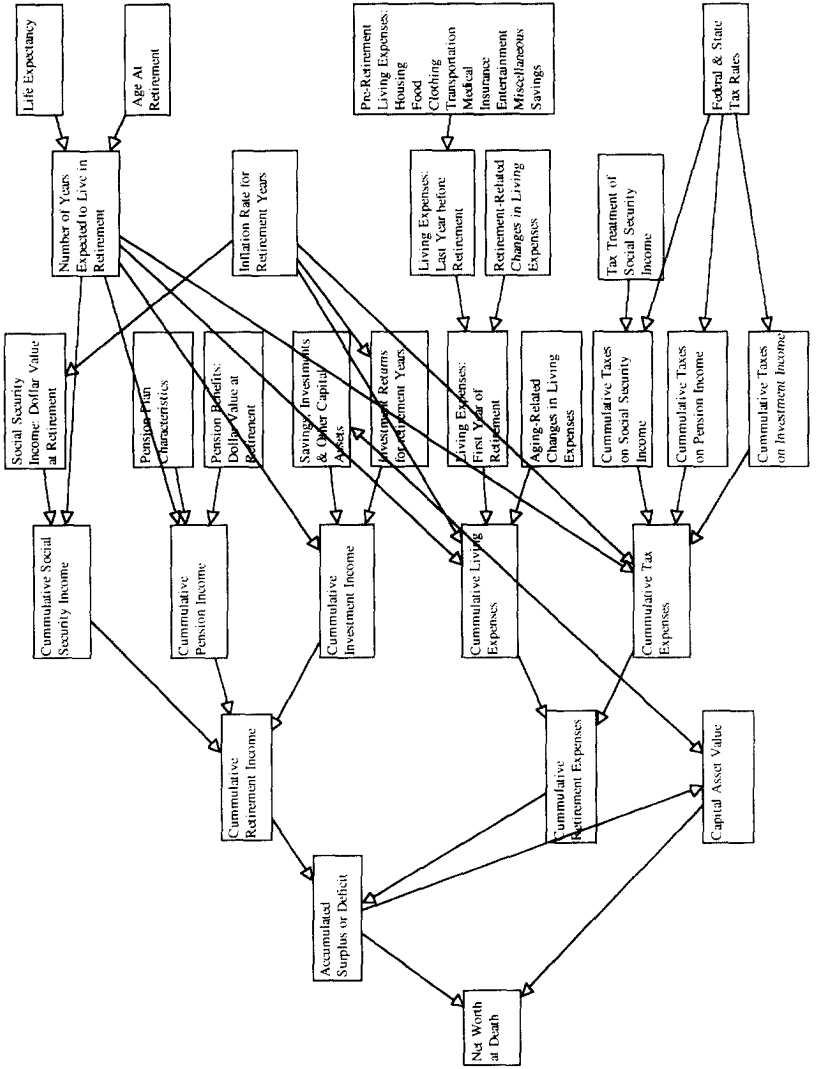 Life Expectancy
Age At
Retirement
Pre-Retirement
Living Expenses:
Housing
Food
Clothing
Transportation
Medical
Insurance
Entertainment
Miscellaneous
Savings
Federal & State
Tax Rates
Number of Years
Expected to Live in
Retirement
Inflation Rate for
Retirement Years
Living Expenses:
Last Year before
Retirement
Retirement-Related
Changes in Living
Expenses
Tax Treatment of
Social Security
Income
Social Security
Income: Dollar Value
at Retirement
Pension Plan
Characteristics
Pension Benefits:
Dollar Value at
Retirement
Savings, Investments
& Other Capital
Assets
Investment Returns
for Retirement Years
Living Expenses:
First Year of
Retirement
Aging-Related
Changes in Living
Expenses
Cummulative Taxes
on Social Security
Income
Cummulative Taxes
on Pension Income
Cummulative Taxes
on Investment Income
Cummulative Social
Security Income
Cummulative
Pension Income
Cummulative
Investment Income
Cummulative Living
Expenses
Cummulative Tax
Expenses
Cummulative
Retirement Income
Cummulative
Retirement Expenses
Capital Asset Value
Accumulated
Surplus or Deficit
Net Worth
at Death